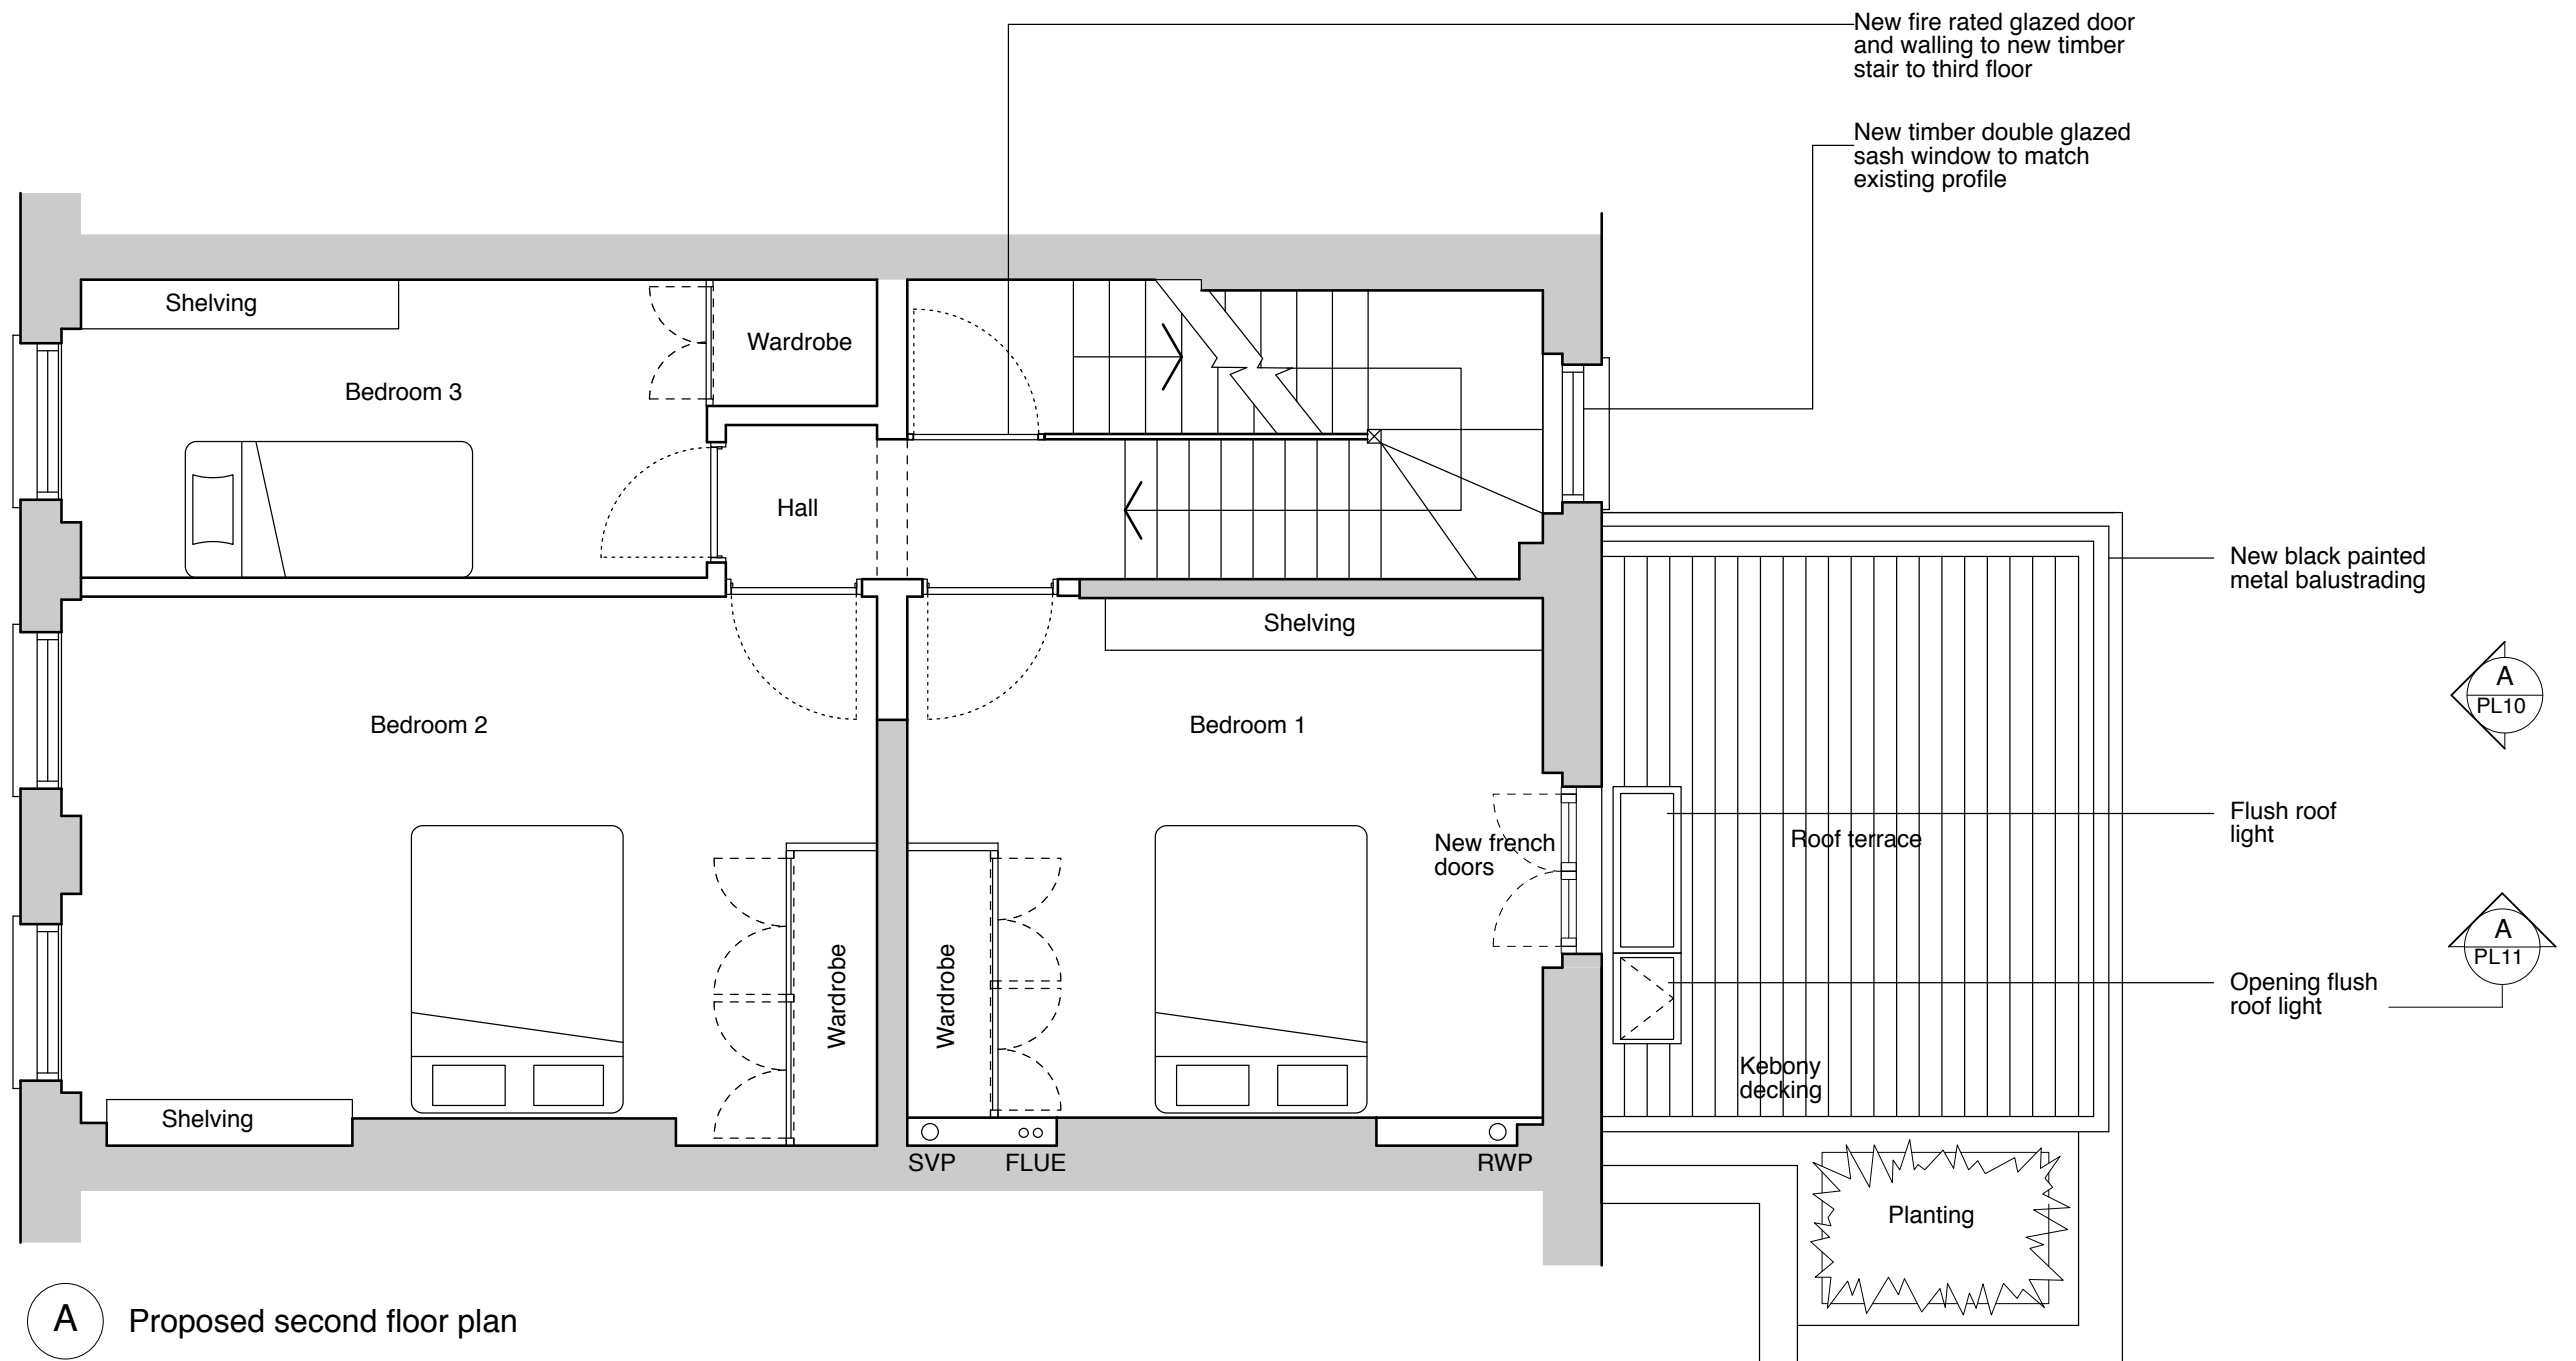 New fire rated glazed door
and walling to new timber
stair to third floor
New timber double glazed
sash window to match
existing profile
Shelving
Wardrobe
Bedroom 3
Hall
New black painted
metal balustrading
Shelving
A
PL10
Bedroom 2
Bedroom 1
Flush roof
light
New french
doors
Roof terrace
A
PL11
Wardrobe
Wardrobe
Opening flush
roof light
Kebony
decking
Shelving
SVP
FLUE
RWP
Planting
A
Proposed second floor plan